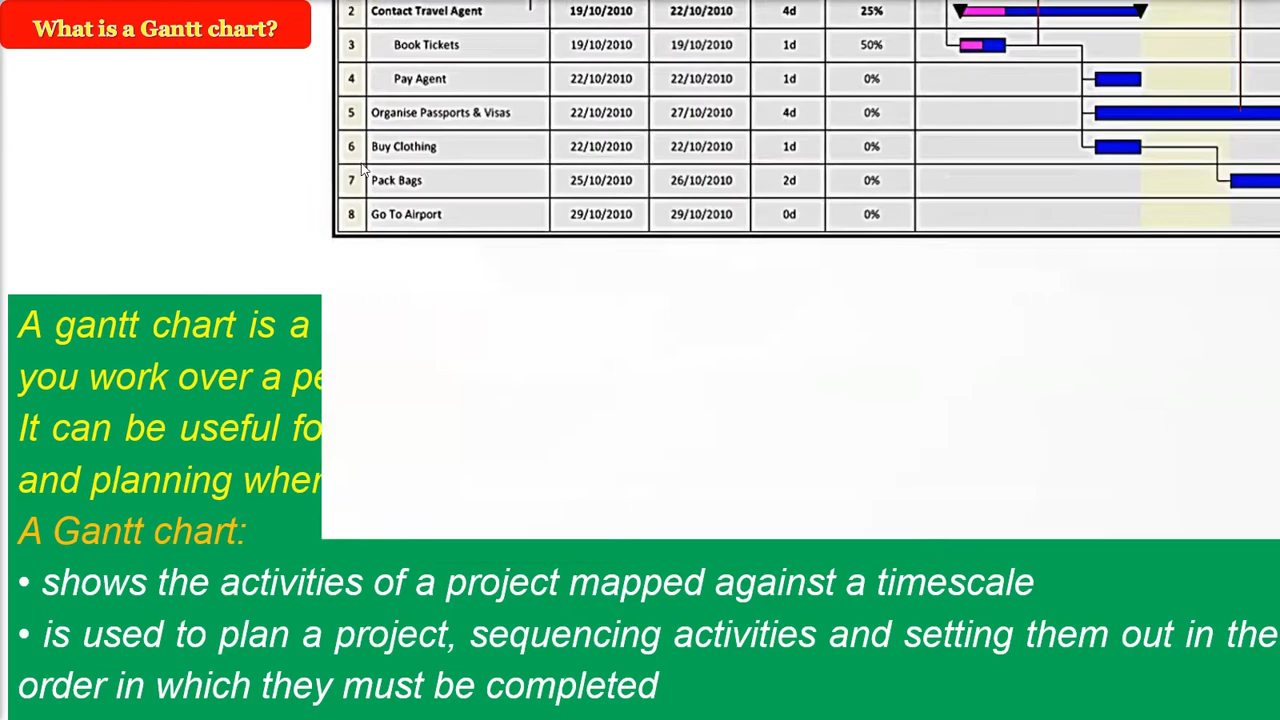 What is a Gantt chart?
2 Contact Travel Agent 19/10/2010 22/10/2010 4d 25%
3 Book Tickets 19/10/2010 19/10/2010 1d 50%
4 Pay Agent 22/10/2010 22/10/2010 1d 0%
5 Organise Passports & Visas 22/10/2010 27/10/2010 4d 0%
6 Buy Clothing 22/10/2010 22/10/2010 1d 0%
7 Pack Bags 25/10/2010 26/10/2010 2d 0%
8 Go To Airport 29/10/2010 29/10/2010 0d 0%
A gantt chart is a
you work over a
It can be useful
and planning
A Gantt chart:
• shows the activities of a project mapped against a timescale
• is used to plan a project, sequencing activities and setting them out in the
order in which they must be completed